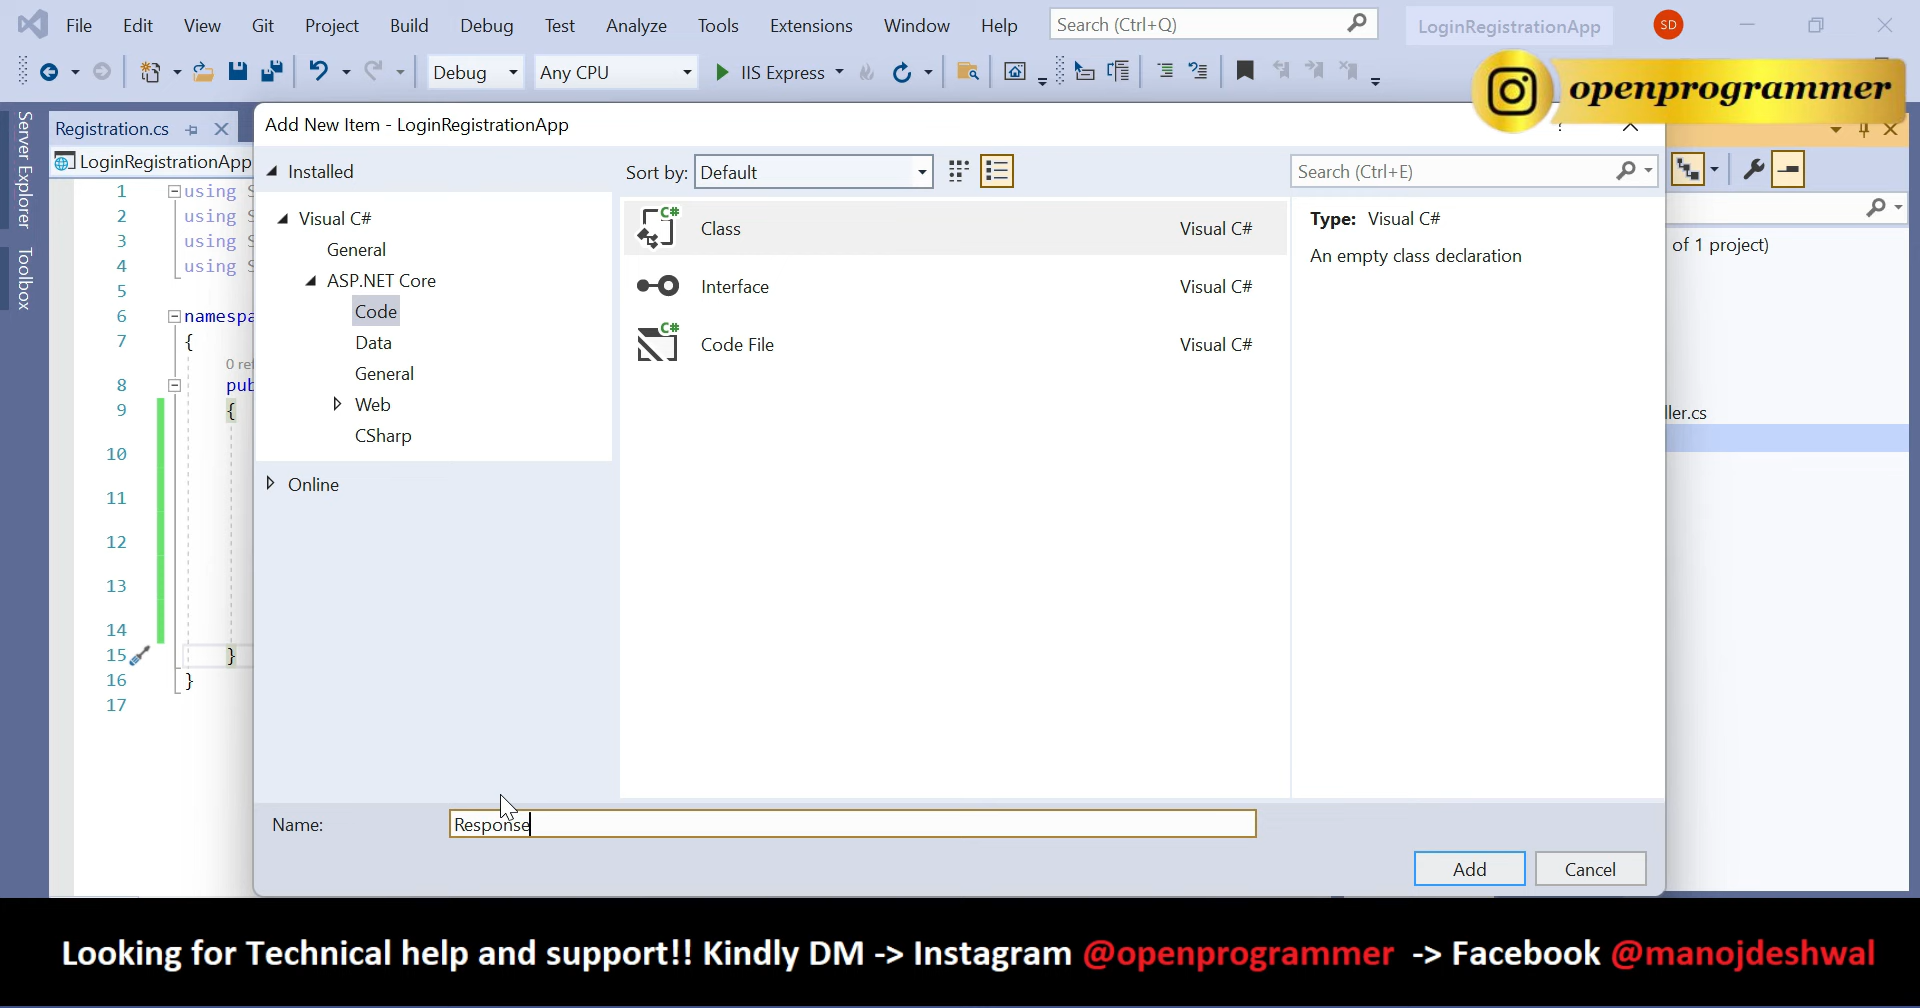 File Edit View Git Project Build Debug Test Analyze Tools Extensions Window Help Search (Ctrl+Q) LoginRegistrationApp SD
Debug Any CPU IIS Express
openprogrammer
Server Explorer
Toolbox
Registration.cs
LoginRegistrationApp
1 using
2 using
3 using
4 using
5
6 namespa
7 {
0 ref
8 pub
9 {
10
11
12
13
14
15 }
16 }
17
Add New Item - LoginRegistrationApp ?
Installed
Visual C#
General
ASP.NET Core
Code
Data
General
Web
CSharp
Online
Sort by: Default
Search (Ctrl+E)
C# Class Visual C#
Interface Visual C#
C# Code File Visual C#
Type: Visual C#
An empty class declaration
of 1 project)
ller.cs
Name: Response
Add Cancel
Looking for Technical help and support!! Kindly DM -> Instagram @openprogrammer -> Facebook @manojdeshwal